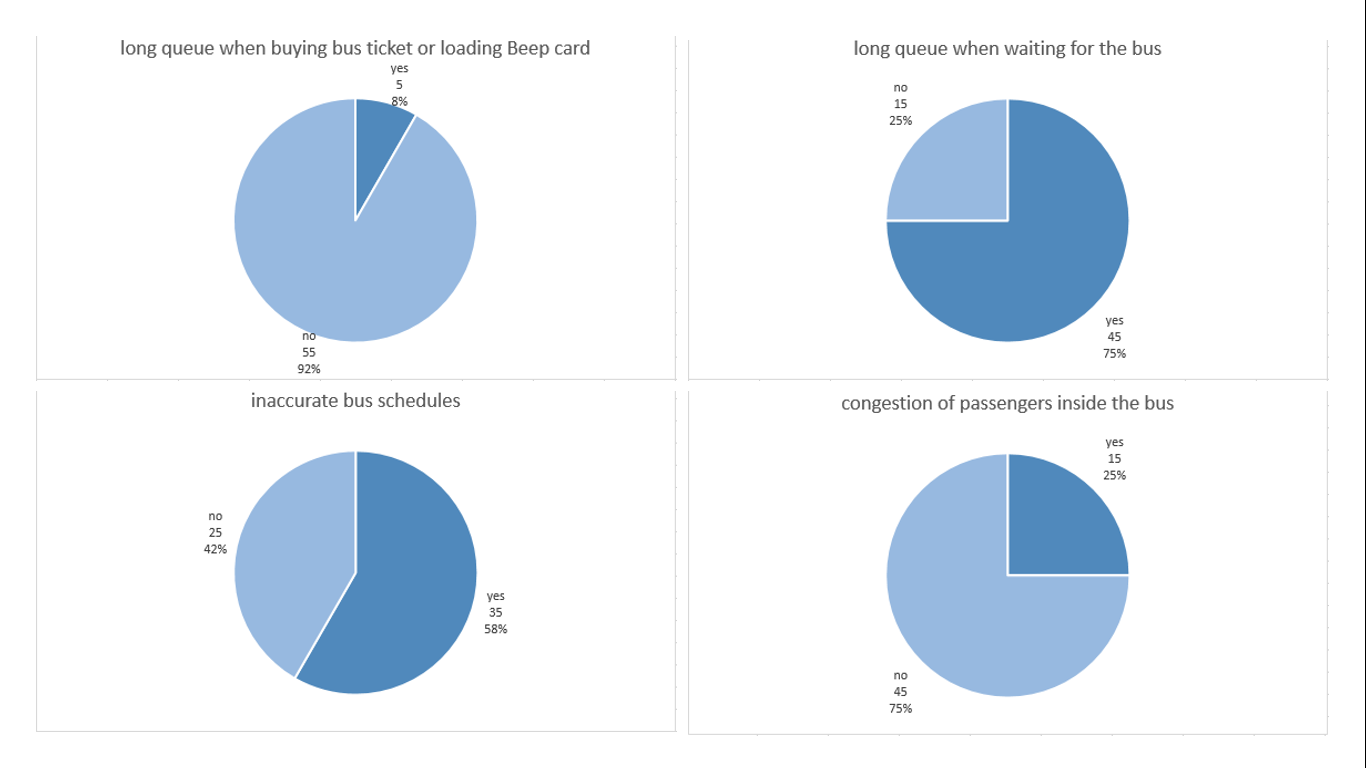 long queue when buying bus ticket or loading Beep card
yes
5
8%
no
55
92%
long queue when waiting for the bus
no
15
25%
yes
45
75%
inaccurate bus schedules
no
25
42%
yes
35
58%
congestion of passengers inside the bus
yes
15
25%
no
45
75%